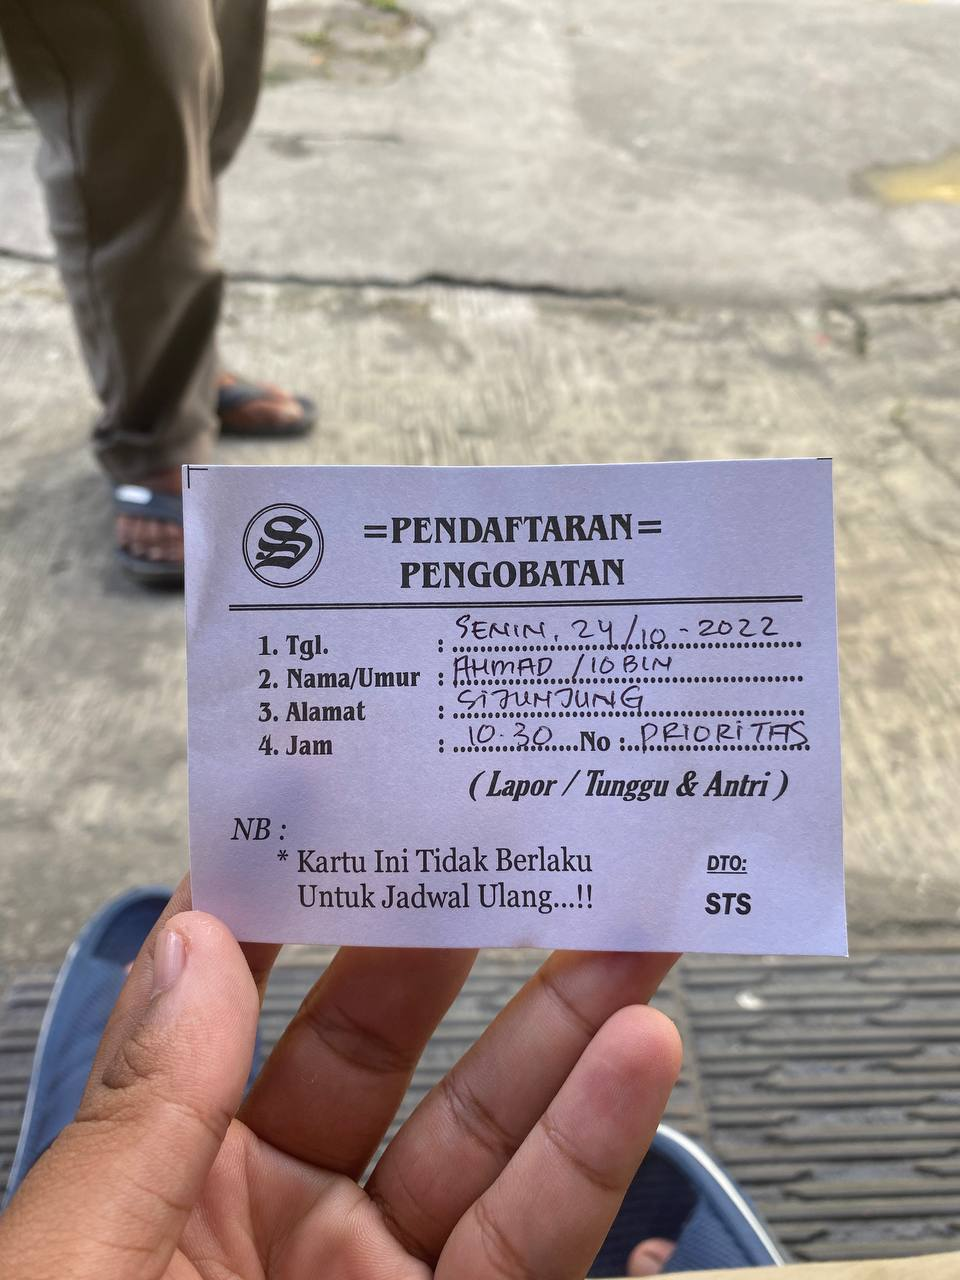 S
=PENDAFTARAN=
PENGOBATAN
1. Tgl. : SENIN, 24/10-2022
2. Nama/Umur : AHMAD /10 BLN
3. Alamat : SIJUNJUNG
4. Jam : 10.30 No : PRIORITAS
( Lapor / Tunggu & Antri )
NB :
* Kartu Ini Tidak Berlaku
Untuk Jadwal Ulang...!!
DTO:
STS